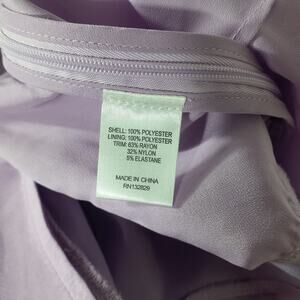 SHELL: 100% POLYESTER
LINING: 100% POLYESTER
TRIM: 63% RAYON
32% NYLON
5% ELASTANE
MADE IN CHINA
RN132829